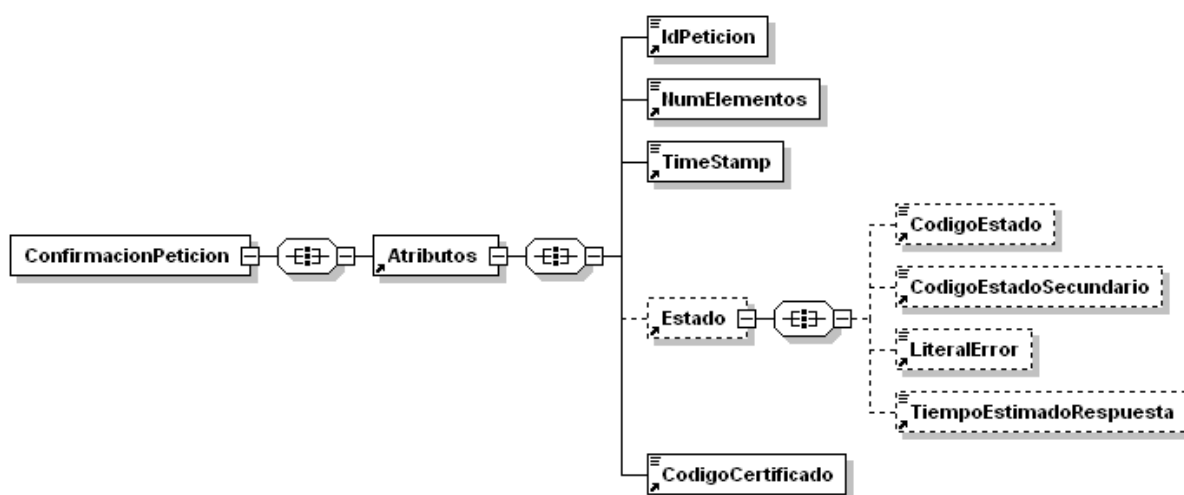 IdPeticion
NumElementos
TimeStamp
ConfirmacionPeticion
Atributos
Estado
CodigoEstado
CodigoEstadoSecundario
LiteralError
TiempoEstimadoRespuesta
CodigoCertificado